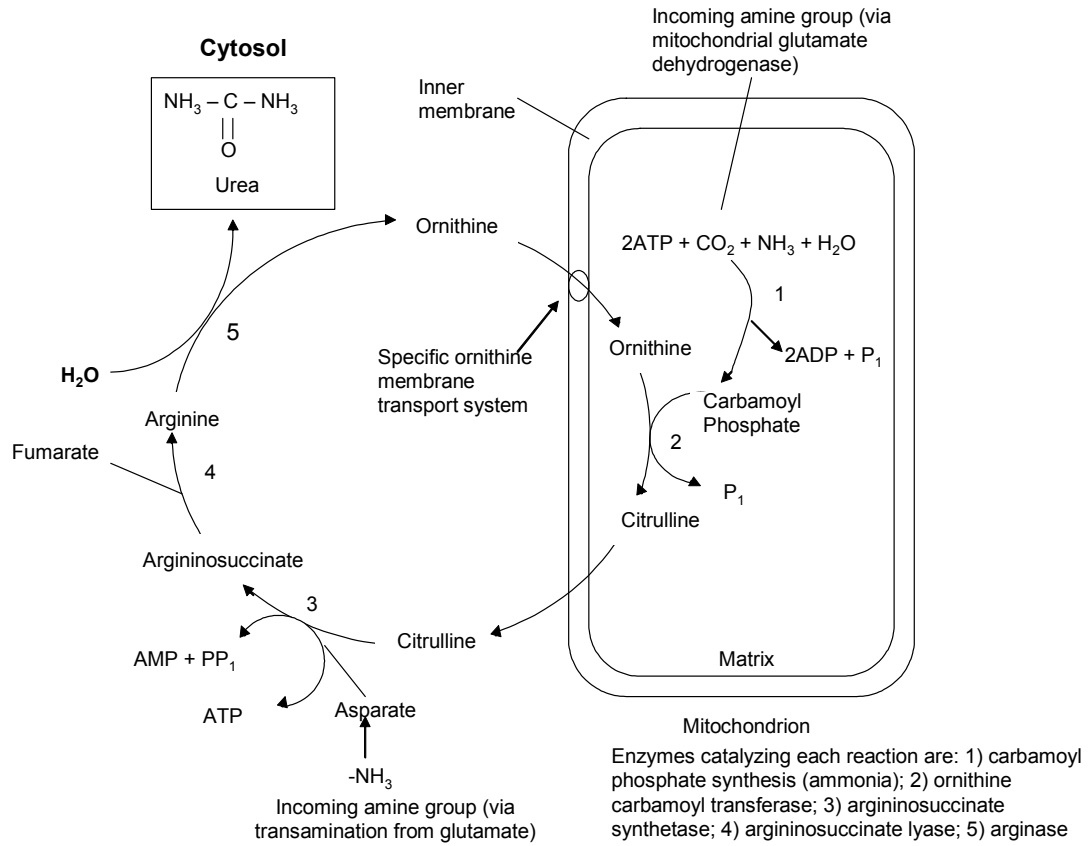 Incoming amine group (via
mitochondrial glutamate
dehydrogenase)
Cytosol
NH₃ – C – NH₃
O
Urea
Inner
membrane
Ornithine
2ATP + CO₂ + NH₃ + H₂O
1
5
Specific ornithine
membrane
transport system
Ornithine
2ADP + P₁
H₂O
Carbamoyl
Phosphate
Arginine
Fumarate
4
2
P₁
Citrulline
Argininosuccinate
3
Citrulline
AMP + PP₁
Matrix
ATP
Asparate
Mitochondrion
-NH₃
Incoming amine group (via
transamination from glutamate)
Enzymes catalyzing each reaction are: 1) carbamoyl
phosphate synthesis (ammonia); 2) ornithine
carbamoyl transferase; 3) argininosuccinate
synthetase; 4) argininosuccinate lyase; 5) arginase